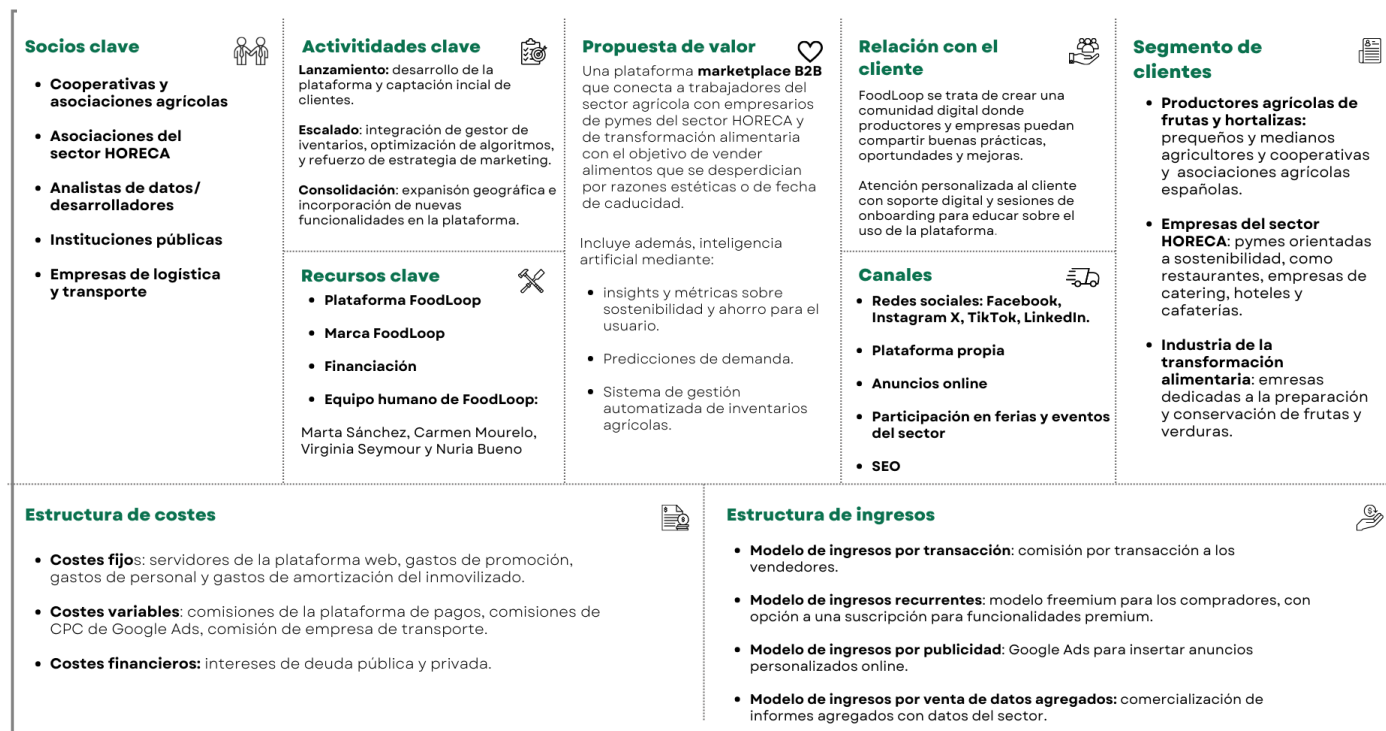 Socios clave
Cooperativas y
asociaciones agrícolas
Asociaciones del
sector HORECA
Analistas de datos/
desarrolladores
Instituciones públicas
Empresas de logística
y transporte
Activitidades clave
Lanzamiento: desarrollo de la
plataforma y captación incial de
clientes.
Escalado: integración de gestor de
iventarios, optimización de algoritmos,
y refuerzo de estrategia de marketing.
Consolidación: expanisón geográfica e
incorporación de nuevas
funcionalidades en la plataforma.
Recursos clave
Plataforma FoodLoop
Marca FoodLoop
Financiación
Equipo humano de FoodLoop:
Marta Sánchez, Carmen Mourelo,
Virginia Seymour y Nuria Bueno
Propuesta de valor
Una plataforma marketplace B2B
que conecta a trabajadores del
sector agrícola con empresarios
de pymes del sector HORECA y
de transformación alimentaria
con el objetivo de vender
alimentos que se desperdician
por razones estéticas o de fecha
de caducidad.
Incluye además, inteligencia
artificial mediante:
insights y métricas sobre
sostenibilidad y ahorro para el
usuario.
Predicciones de demanda.
Sistema de gestión
automatizada de inventarios
agrícolas.
Relación con el
cliente
FoodLoop se trata de crear una
comunidad digital donde
productores y empresas puedan
compartir buenas prácticas,
oportundades y mejoras.
Atención personalizada al cliente
con soporte digital y sesiones de
onboarding para educar sobre el
uso de la plataforma.
Canales
Redes sociales: Facebook,
Instagram X, TikTok, LinkedIn.
Plataforma propia
Anuncios online
Participación en ferias y eventos
del sector
SEO
Segmento de
clientes
Productores agrícolas de
frutas y hortalizas:
prequeños y medianos
agricultores y cooperativas
y asociaciones agrícolas
españolas.
Empresas del sector
HORECA: pymes orientadas
a sostenibilidad, como
restaurantes, empresas de
catering, hoteles y
cafaterías.
Industria de la
transformación
alimentaria: emresas
dedicadas a la preparación
y conservación de frutas y
verduras.
Estructura de costes
Costes fijos: servidores de la plataforma web, gastos de promoción,
gastos de personal y gastos de amortización del inmovilizado.
Costes variables: comisiones de la plataforma de pagos, comisiones de
CPC de Google Ads, comisión de empresa de transporte.
Costes financieros: intereses de deuda pública y privada.
Estructura de ingresos
Modelo de ingresos por transacción: comisión por transacción a los
vendedores.
Modelo de ingresos recurrentes: modelo freemium para los compradores, con
opción a una suscripción para funcionalidades premium.
Modelo de ingresos por publicidad: Google Ads para insertar anuncios
personalizados online.
Modelo de ingresos por venta de datos agregados: comercialización de
informes agregados con datos del sector.